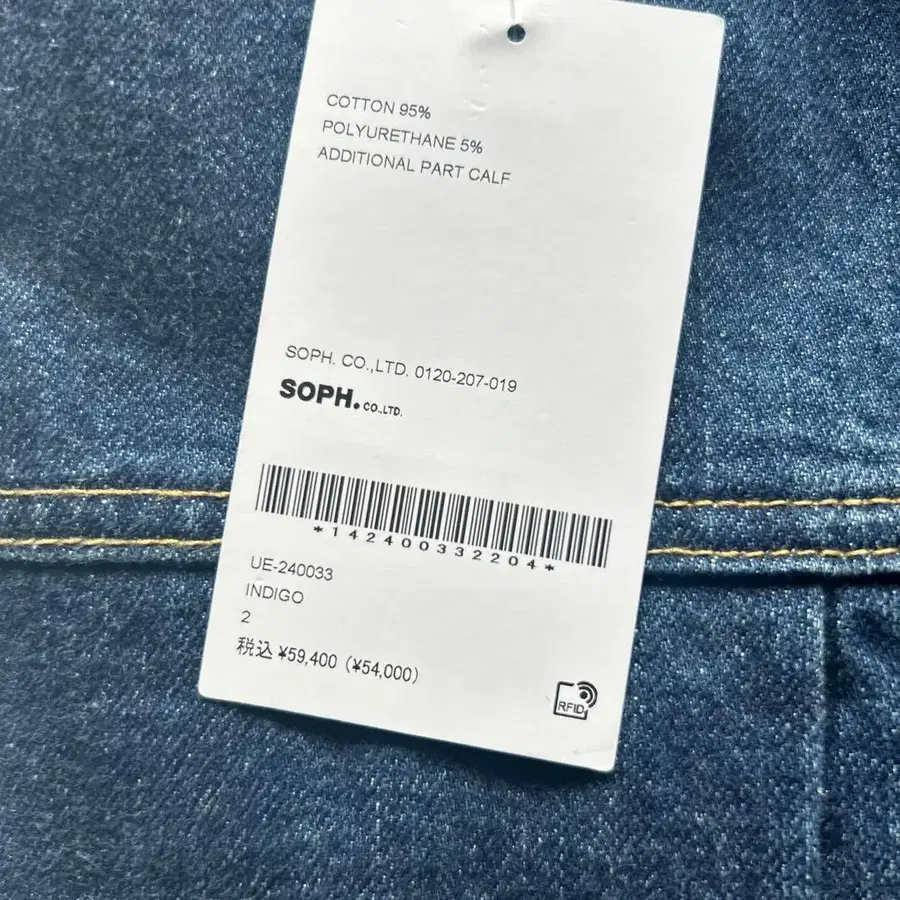 COTTON 95%
POLYURETHANE 5%
ADDITIONAL PART CALF
SOPH. CO.,LTD. 0120-207-019
SOPH. CO.,LTD.
*142400332204*
UE-240033
INDIGO
2
税込 ¥59,400 (¥54,000)
RFID